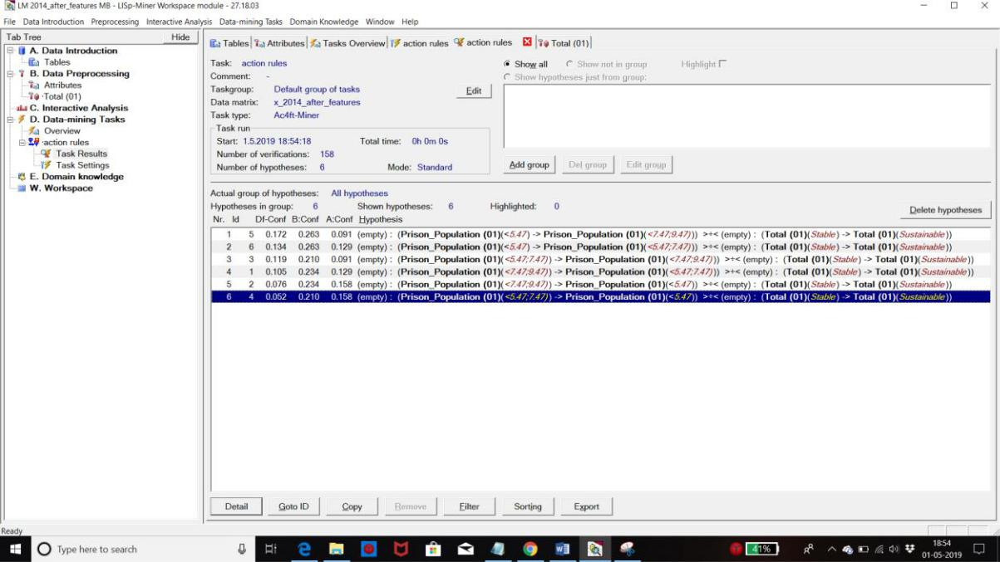 LM 2014_after_features MB - LISp-Miner Workspace module - 27.18.03
File Data Introduction Preprocessing Interactive Analysis Data-mining Tasks Domain Knowledge Window Help
Tab Tree Hide
A. Data Introduction
Tables
B. Data Preprocessing
Attributes
Total (01)
C. Interactive Analysis
D. Data-mining Tasks
Overview
action rules
Task Results
Task Settings
E. Domain knowledge
W. Workspace
Tables Attributes Tasks Overview action rules action rules Total (01)
Task: action rules
Comment: -
Taskgroup: Default group of tasks
Edit
Data matrix: x_2014_after_features
Task type: Ac4ft-Miner
Task run
Start: 1.5.2019 18:54:18 Total time: 0h 0m 0s
Number of verifications: 158
Number of hypotheses: 6 Mode: Standard
Show all Show not in group Highlight
Show hypotheses just from group:
Add group Del group Edit group
Actual group of hypotheses: All hypotheses
Hypotheses in group: 6 Shown hypotheses: 6 Highlighted: 0
Delete hypotheses
Nr. Id Df-Conf B:Conf A:Conf Hypothesis
1 5 0.172 0.263 0.091 (empty) : (Prison_Population (01)(<5.47) -> Prison_Population (01)(<7.47;9.47))) >÷< (empty) : (Total (01)(Stable) -> Total (01)(Sustainable))
2 6 0.134 0.263 0.129 (empty) : (Prison_Population (01)(<5.47) -> Prison_Population (01)(<5.47;7.47))) >÷< (empty) : (Total (01)(Stable) -> Total (01)(Sustainable))
3 3 0.119 0.210 0.091 (empty) : (Prison_Population (01)(<5.47;7.47)) -> Prison_Population (01)(<7.47;9.47))) >÷< (empty) : (Total (01)(Stable) -> Total (01)(Sustainable))
4 1 0.105 0.234 0.129 (empty) : (Prison_Population (01)(<7.47;9.47)) -> Prison_Population (01)(<5.47;7.47))) >÷< (empty) : (Total (01)(Stable) -> Total (01)(Sustainable))
5 2 0.076 0.234 0.158 (empty) : (Prison_Population (01)(<7.47;9.47)) -> Prison_Population (01)(<5.47)) >÷< (empty) : (Total (01)(Stable) -> Total (01)(Sustainable))
6 4 0.052 0.210 0.158 (empty) : (Prison_Population (01)(<5.47;7.47)) -> Prison_Population (01)(<5.47)) >÷< (empty) : (Total (01)(Stable) -> Total (01)(Sustainable))
Detail Goto ID Copy Remove Filter Sorting Export
Ready
Type here to search
41%
18:54
01-05-2019